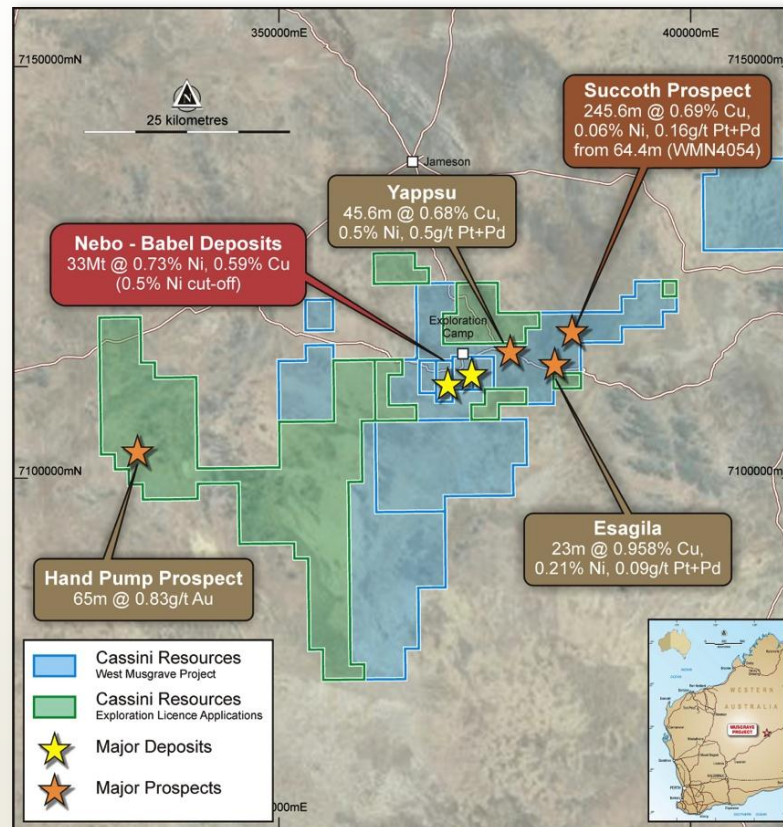 350000mE
400000mE
7150000mN
7150000m
25 kilometres
Jameson
Succoth Prospect
245.6m @ 0.69% Cu,
0.06% Ni, 0.16g/t Pt+Pd
from 64.4m (WMN4054)
Yappsu
45.6m @ 0.68% Cu,
0.5% Ni, 0.5g/t Pt+Pd
Nebo - Babel Deposits
33Mt @ 0.73% Ni, 0.59% Cu
(0.5% Ni cut-off)
Exploration
Camp
7100000mN
7100000m
Esagila
23m @ 0.958% Cu,
0.21% Ni, 0.09g/t Pt+Pd
Hand Pump Prospect
65m @ 0.83g/t Au
Cassini Resources
West Musgrave Project
Cassini Resources
Exploration Licence Applications
Major Deposits
Major Prospects
0000mE
WESTERN
AUSTRALIA
MUSGRAVE
PROJECT
PERTH